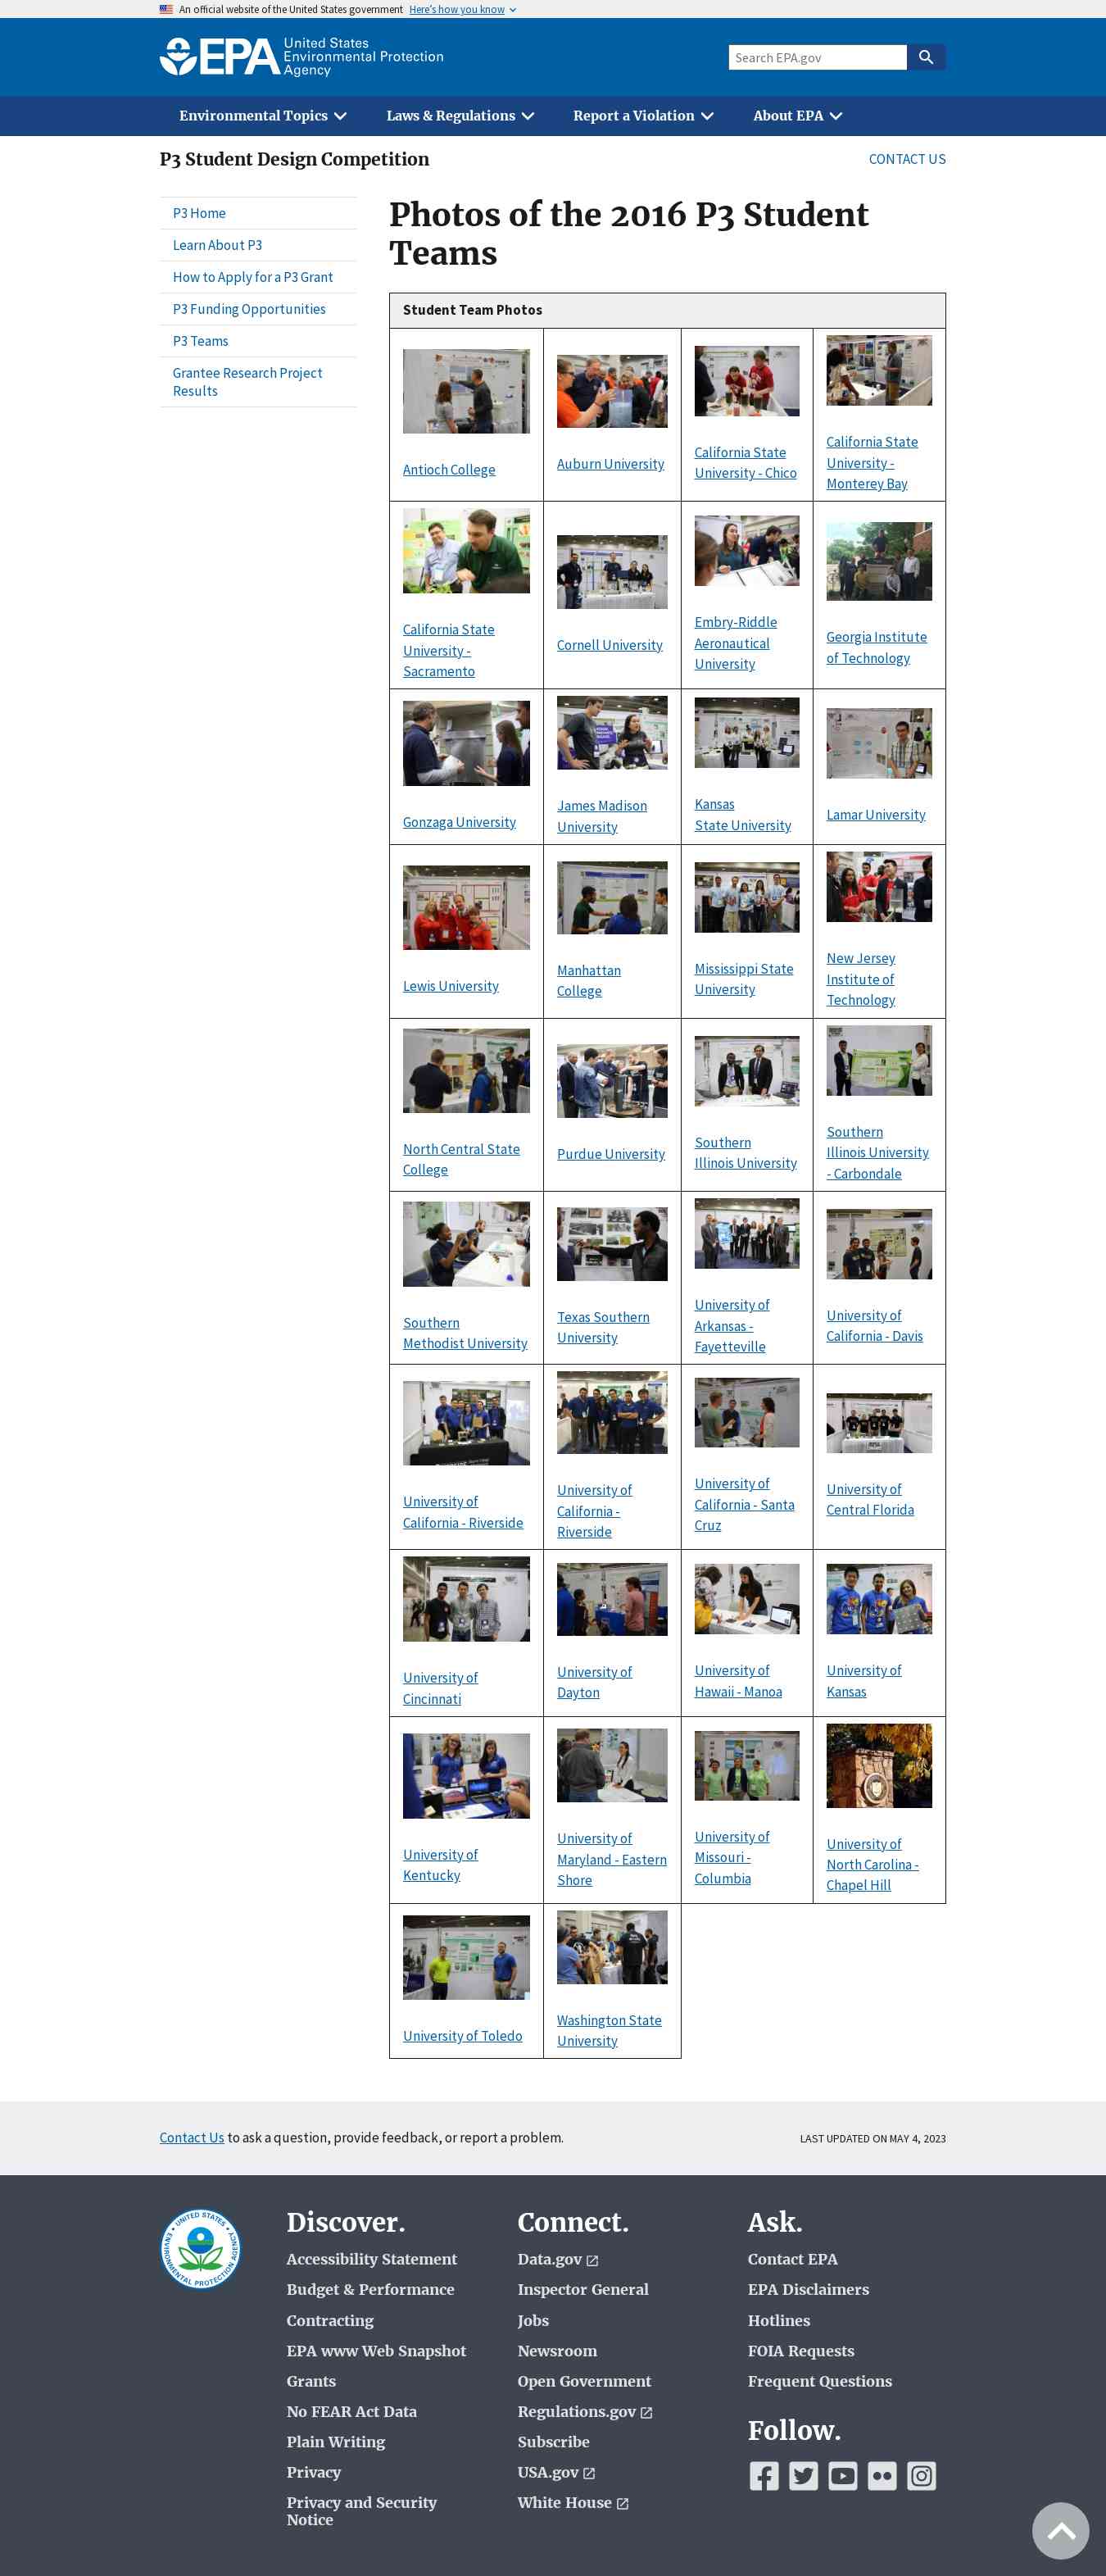 An official website of the United States government Here's how you know
EPA United States
Environmental Protection
Agency
Search EPA.gov
Environmental Topics
Laws & Regulations
Report a Violation
About EPA
P3 Student Design Competition
CONTACT US
P3 Home
Learn About P3
How to Apply for a P3 Grant
P3 Funding Opportunities
P3 Teams
Grantee Research Project
Results
Photos of the 2016 P3 Student
Teams
Student Team Photos
Antioch College
Auburn University
California State
University - Chico
California State
University -
Monterey Bay
California State
University -
Sacramento
Cornell University
Embry-Riddle
Aeronautical
University
Georgia Institute
of Technology
Gonzaga University
James Madison
University
Kansas
State University
Lamar University
Lewis University
Manhattan
College
Mississippi State
University
New Jersey
Institute of
Technology
North Central State
College
Purdue University
Southern
Illinois University
Southern
Illinois University
- Carbondale
Southern
Methodist University
Texas Southern
University
University of
Arkansas -
Fayetteville
University of
California - Davis
University of
California - Riverside
University of
California -
Riverside
University of
California - Santa
Cruz
University of
Central Florida
University of
Cincinnati
University of
Dayton
University of
Hawaii - Manoa
University of
Kansas
University of
Kentucky
University of
Maryland - Eastern
Shore
University of
Missouri -
Columbia
University of
North Carolina -
Chapel Hill
University of Toledo
Washington State
University
Contact Us to ask a question, provide feedback, or report a problem.
LAST UPDATED ON MAY 4, 2023
UNITED STATES
ENVIRONMENTAL PROTECTION AGENCY
Discover.
Accessibility Statement
Budget & Performance
Contracting
EPA www Web Snapshot
Grants
No FEAR Act Data
Plain Writing
Privacy
Privacy and Security
Notice
Connect.
Data.gov
Inspector General
Jobs
Newsroom
Open Government
Regulations.gov
Subscribe
USA.gov
White House
Ask.
Contact EPA
EPA Disclaimers
Hotlines
FOIA Requests
Frequent Questions
Follow.